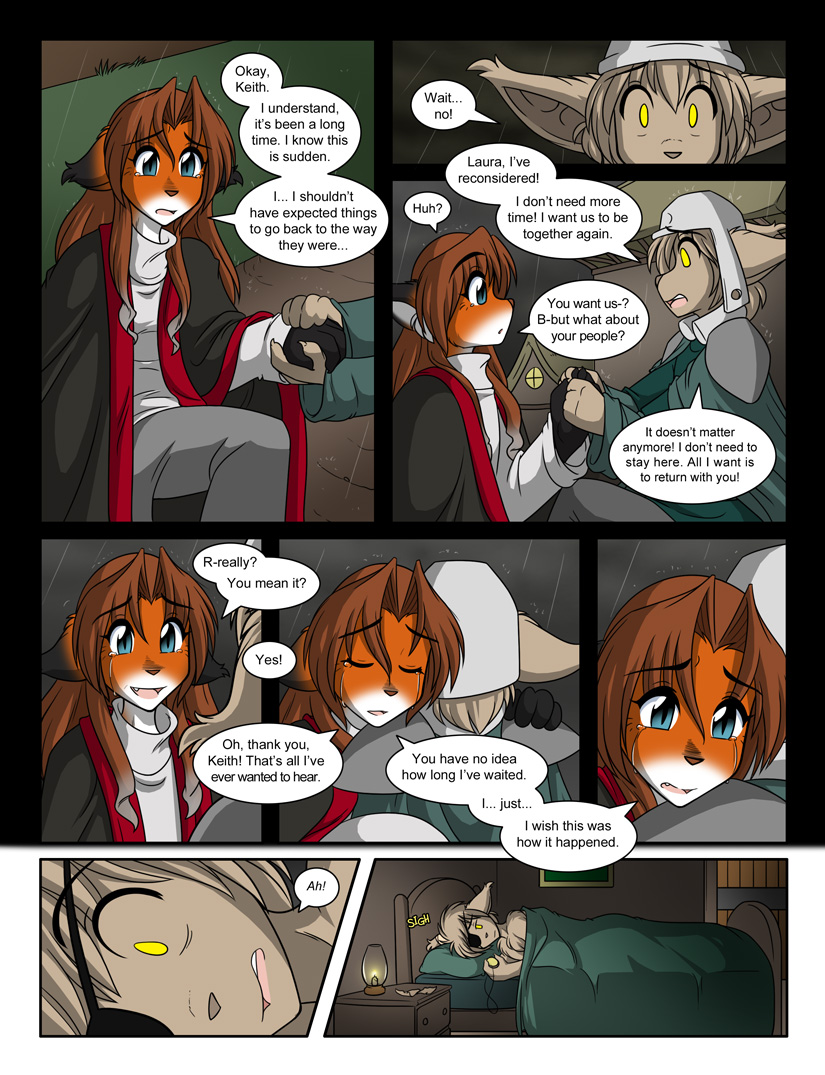 Okay,
Keith.
I understand,
it's been a long
time. I know this
is sudden.
I... I shouldn't
have expected things
to go back to the way
they were...
Wait...
no!
Laura, I've
reconsidered!
I don't need more
time! I want us to be
together again.
Huh?
You want us-?
B-but what about
your people?
It doesn't matter
anymore! I don't need to
stay here. All I want is
to return with you!
R-really?
You mean it?
Yes!
Oh, thank you,
Keith! That's all I've
ever wanted to hear.
You have no idea
how long I've waited.
I... just...
I wish this was
how it happened.
Ah!
SIGH